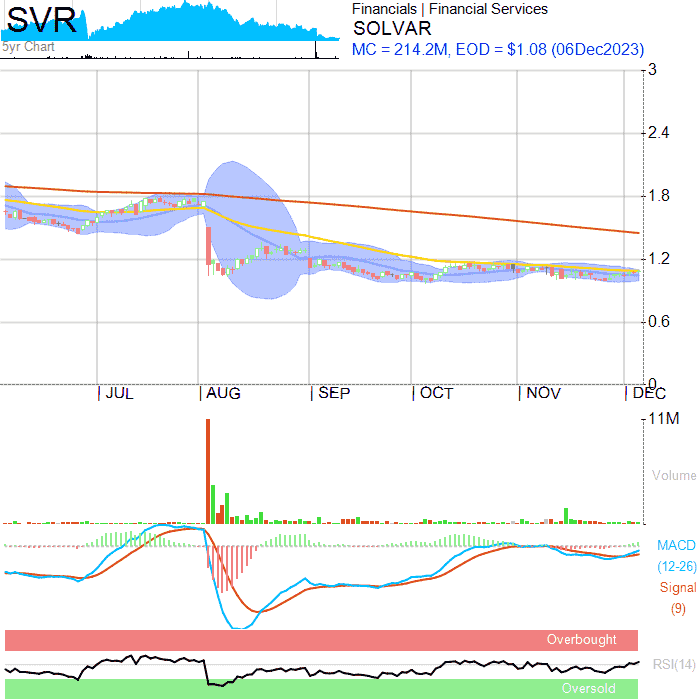 SVR
5yr Chart
Financials | Financial Services
SOLVAR
MC = 214.2M, EOD = $1.08 (06Dec2023)
3
2.4
1.8
1.2
0.6
0
JUL AUG SEP OCT NOV DEC
11M
Volume
MACD
(12-26)
Signal
(9)
Overbought
RSI(14)
Oversold